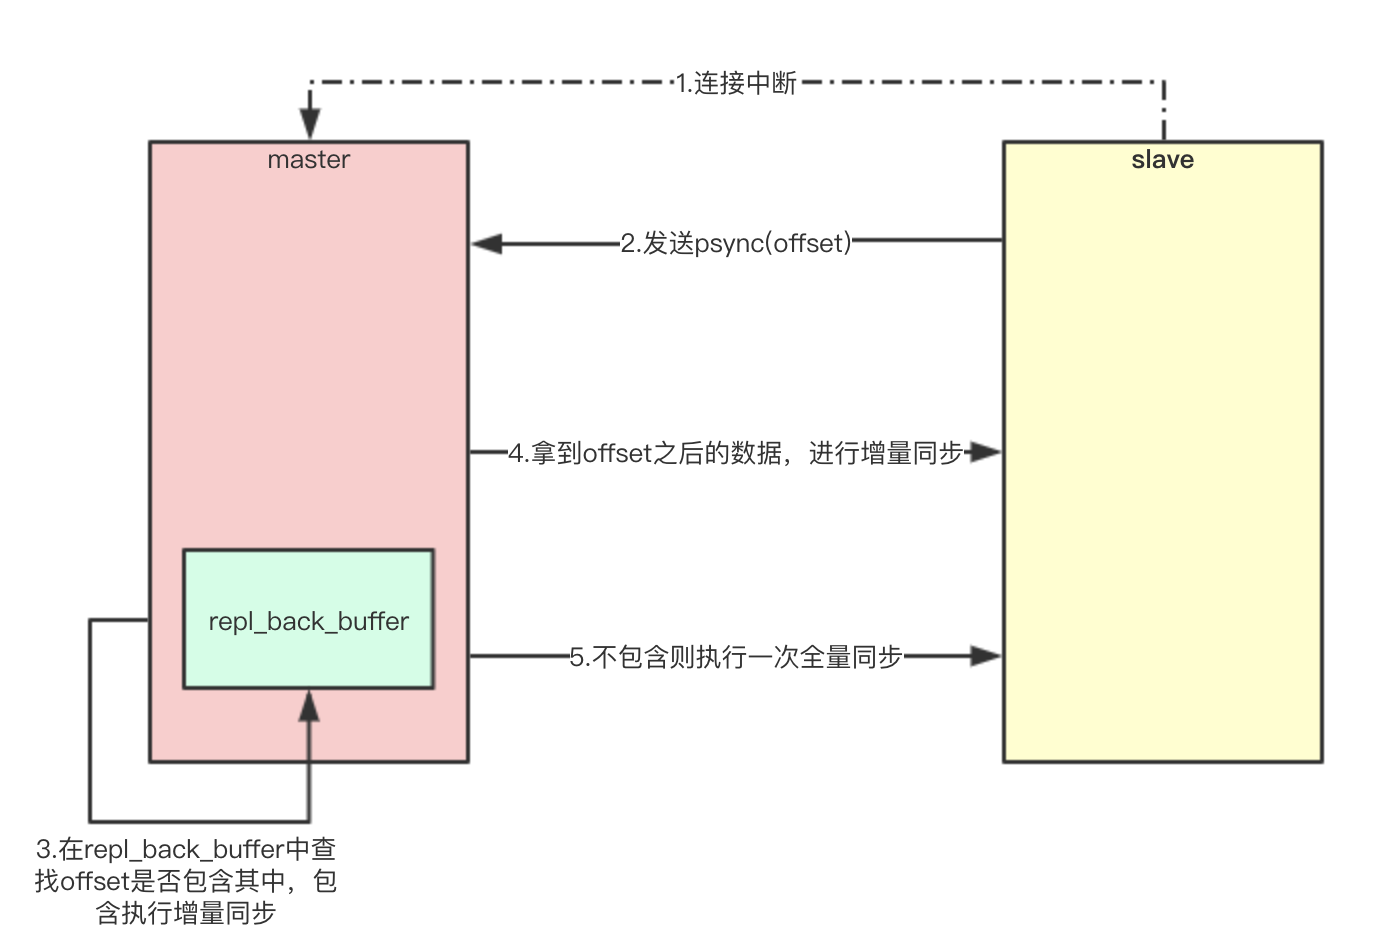 1.连接中断
master
slave
2.发送psync(offset)
4.拿到offset之后的数据，进行增量同步
repl_back_buffer
5.不包含则执行一次全量同步
3.在repl_back_buffer中查
找offset是否包含其中，包
含执行增量同步